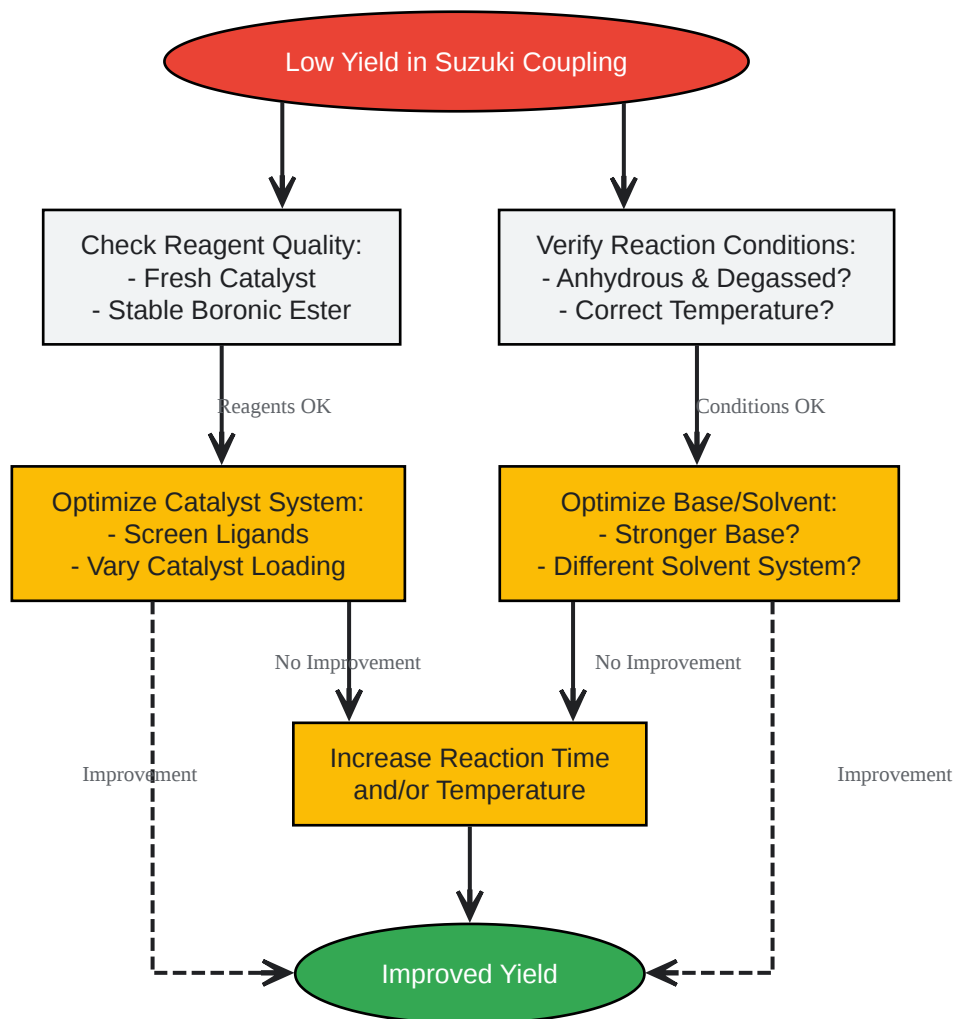 Low Yield in Suzuki Coupling
Check Reagent Quality:
- Fresh Catalyst
- Stable Boronic Ester
Verify Reaction Conditions:
- Anhydrous & Degassed?
- Correct Temperature?
Reagents OK
Conditions OK
Optimize Catalyst System:
- Screen Ligands
- Vary Catalyst Loading
Optimize Base/Solvent:
- Stronger Base?
- Different Solvent System?
No Improvement
No Improvement
Increase Reaction Time
and/or Temperature
Improvement
Improvement
Improved Yield